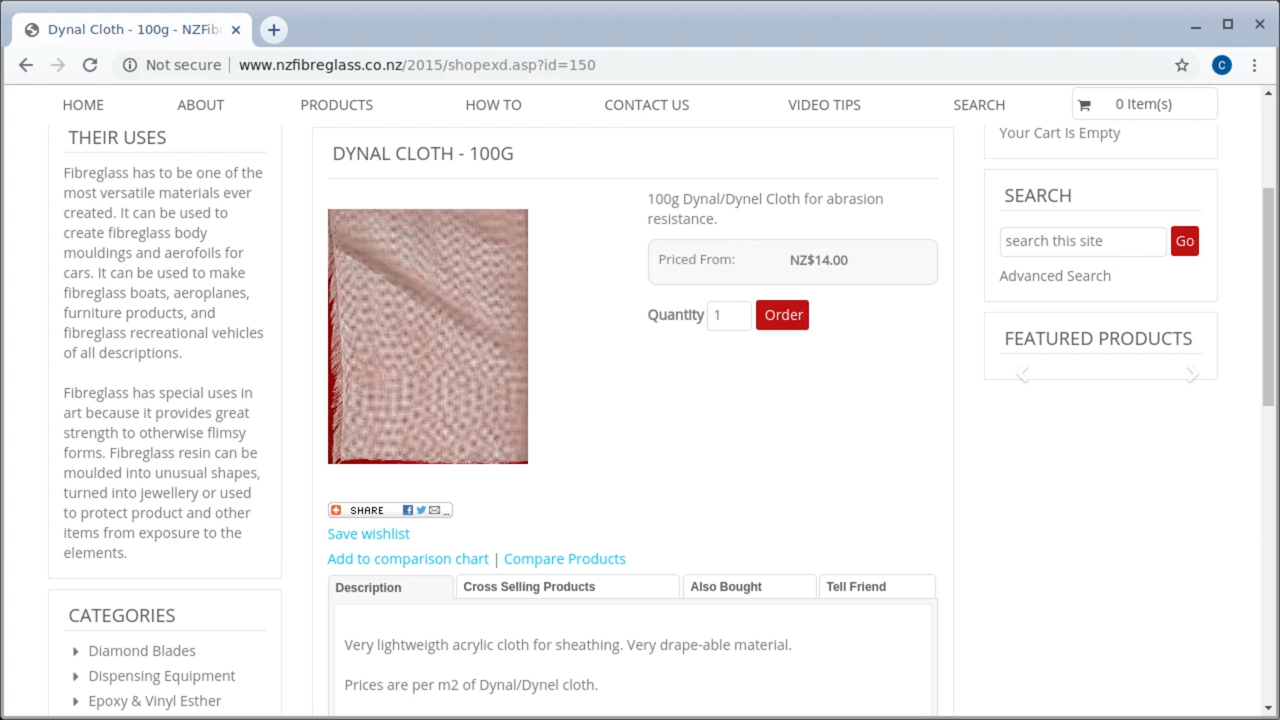 Dynal Cloth - 100g - NZFib
Not secure | www.nzfibreglass.co.nz/2015/shopexd.asp?id=150
C
HOME ABOUT PRODUCTS HOW TO CONTACT US VIDEO TIPS SEARCH 0 Item(s)
THEIR USES
Fibreglass has to be one of the
most versatile materials ever
created. It can be used to
create fibreglass body
mouldings and aerofoils for
cars. It can be used to make
fibreglass boats, aeroplanes,
furniture products, and
fibreglass recreational vehicles
of all descriptions.
Fibreglass has special uses in
art because it provides great
strength to otherwise flimsy
forms. Fibreglass resin can be
moulded into unusual shapes,
turned into jewellery or used
to protect product and other
items from exposure to the
elements.
CATEGORIES
Diamond Blades
Dispensing Equipment
Epoxy & Vinyl Esther
DYNAL CLOTH - 100G
100g Dynal/Dynel Cloth for abrasion
resistance.
Priced From: NZ$14.00
Quantity 1 Order
SHARE ...
Save wishlist
Add to comparison chart | Compare Products
Description Cross Selling Products Also Bought Tell Friend
Very lightweigth acrylic cloth for sheathing. Very drape-able material.
Prices are per m2 of Dynal/Dynel cloth.
Your Cart Is Empty
SEARCH
search this site Go
Advanced Search
FEATURED PRODUCTS